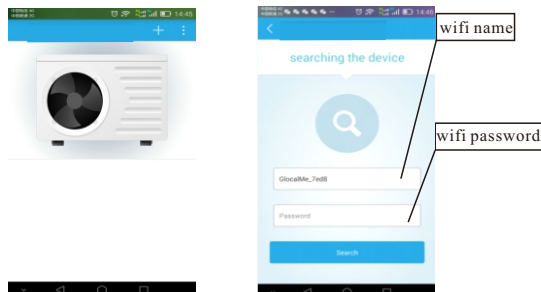 14:45
14:46
searching the device
GlocalMe_7ed8
Password
Search
wifi name
wifi password